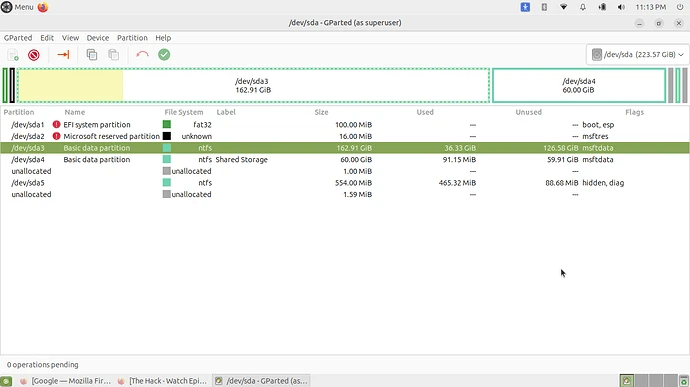 Menu 11:13 PM
/dev/sda - GParted (as superuser)
GParted Edit View Device Partition Help
/dev/sda (223.57 GiB)
/dev/sda3 /dev/sda4
162.91 GiB 60.00 GiB
Partition Name File System Label Size Used Unused Flags
/dev/sda1 EFI system partition fat32 100.00 MiB --- --- boot, esp
/dev/sda2 Microsoft reserved partition unknown 16.00 MiB --- --- msftres
/dev/sda3 Basic data partition ntfs 162.91 GiB 36.33 GiB 126.58 GiB msftdata
/dev/sda4 Basic data partition ntfs Shared Storage 60.00 GiB 91.15 MiB 59.91 GiB msftdata
unallocated unallocated 1.00 MiB --- ---
/dev/sda5 ntfs 554.00 MiB 465.32 MiB 88.68 MiB hidden, diag
unallocated unallocated 1.59 MiB --- ---
0 operations pending
[Google — Mozilla Fir... [The Hack - Watch Epi... /dev/sda - GParted (as...